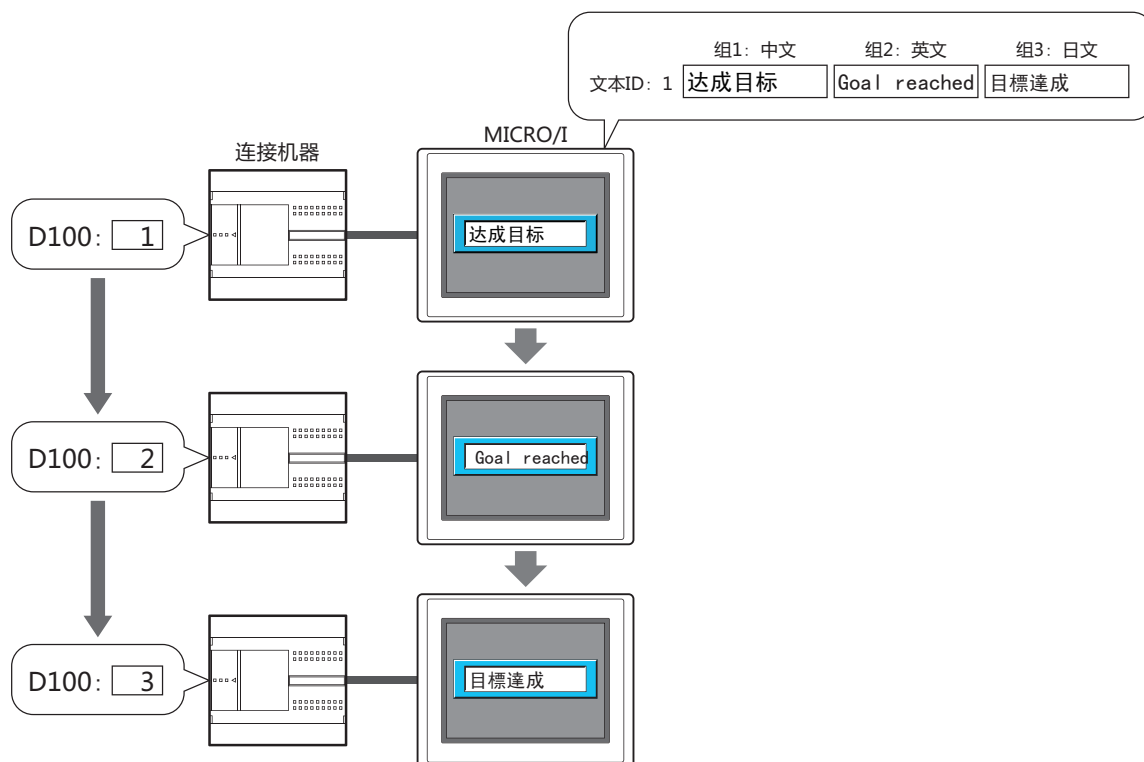 组1: 中文 组2: 英文 组3: 日文
文本ID: 1 达成目标 Goal reached 目標達成
MICRO/I
连接机器
D100: 1
达成目标
D100: 2
Goal reached
D100: 3
目標達成